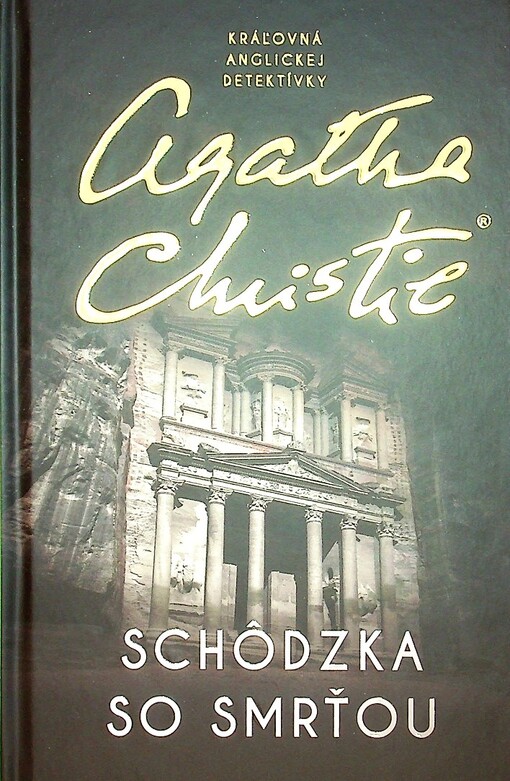 KRÁĽOVNÁ
ANGLICKEJ
DETEKTÍVKY
Agatha
Christie®
SCHÔDZKA
SO SMRŤOU